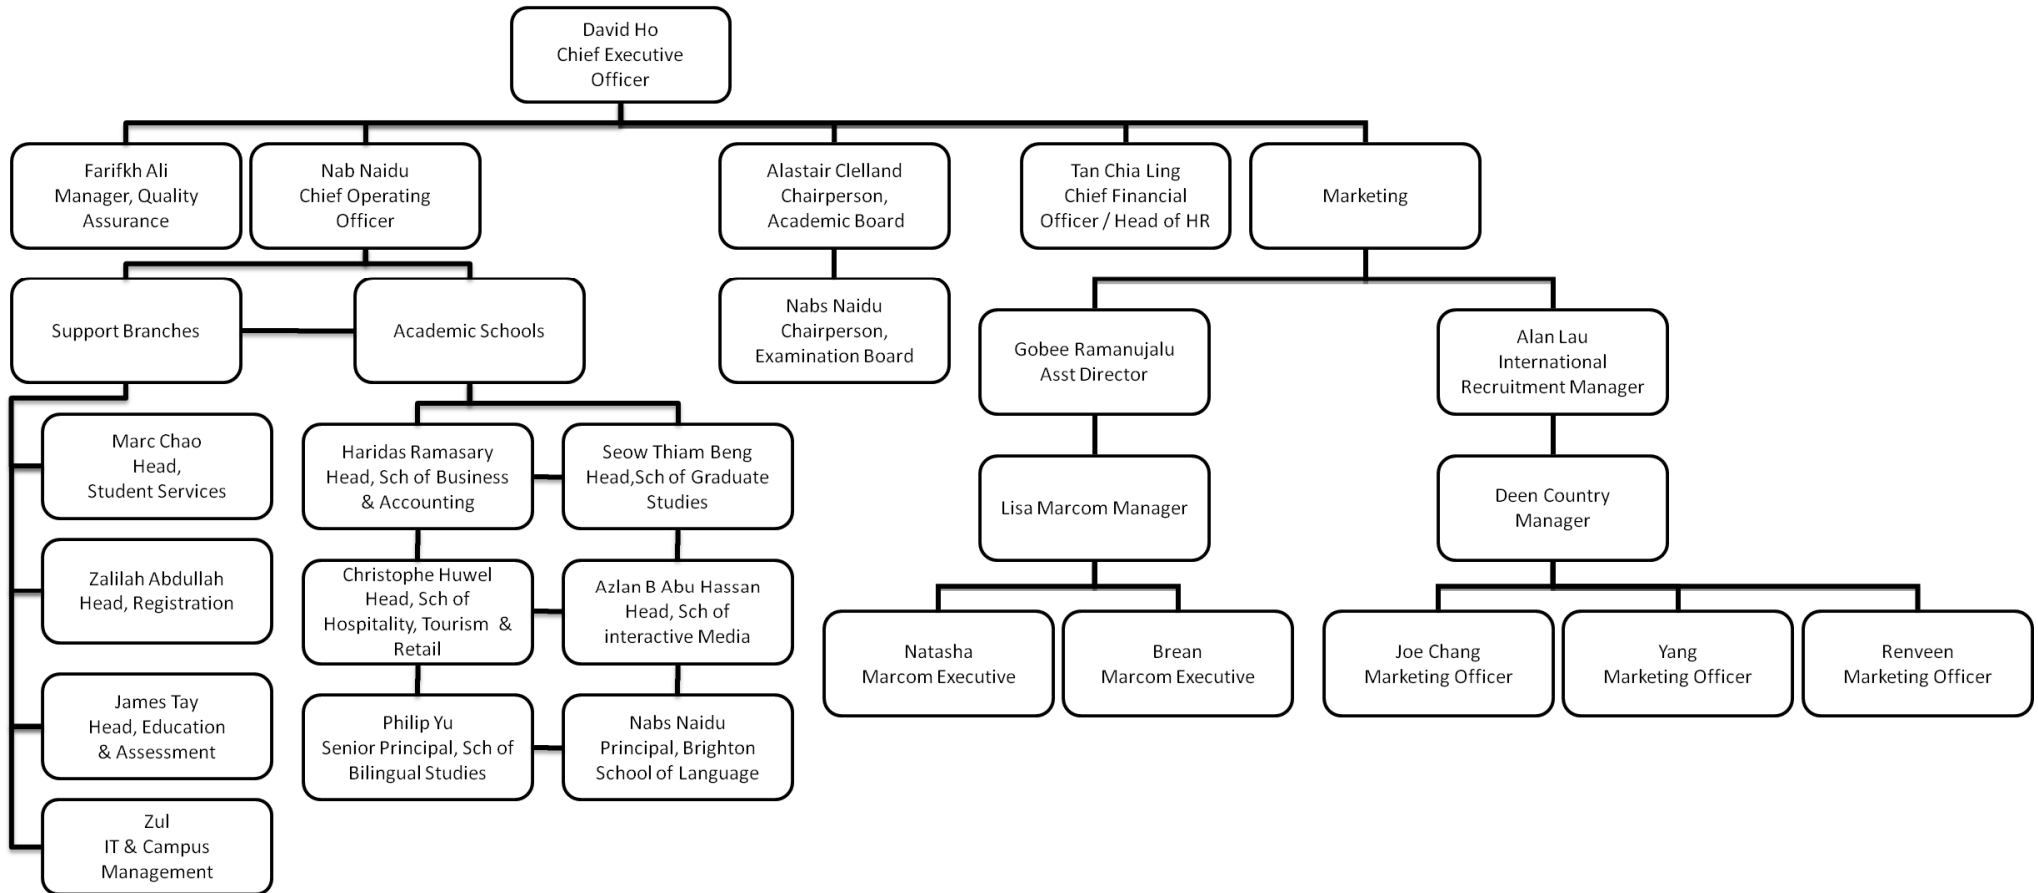 David Ho
Chief Executive
Officer
Farifkh Ali
Manager, Quality
Assurance
Nab Naidu
Chief Operating
Officer
Alastair Clelland
Chairperson,
Academic Board
Tan Chia Ling
Chief Financial
Officer / Head of HR
Marketing
Support Branches
Academic Schools
Nabs Naidu
Chairperson,
Examination Board
Gobee Ramanujalu
Asst Director
Alan Lau
International
Recruitment Manager
Marc Chao
Head,
Student Services
Haridas Ramasary
Head, Sch of Business
& Accounting
Seow Thiam Beng
Head,Sch of Graduate
Studies
Lisa Marcom Manager
Deen Country
Manager
Zalilah Abdullah
Head, Registration
Christophe Huwel
Head, Sch of
Hospitality, Tourism &
Retail
Azlan B Abu Hassan
Head, Sch of
interactive Media
Natasha
Marcom Executive
Brean
Marcom Executive
Joe Chang
Marketing Officer
Yang
Marketing Officer
Renveen
Marketing Officer
James Tay
Head, Education
& Assessment
Philip Yu
Senior Principal, Sch of
Bilingual Studies
Nabs Naidu
Principal, Brighton
School of Language
Zul
IT & Campus
Management